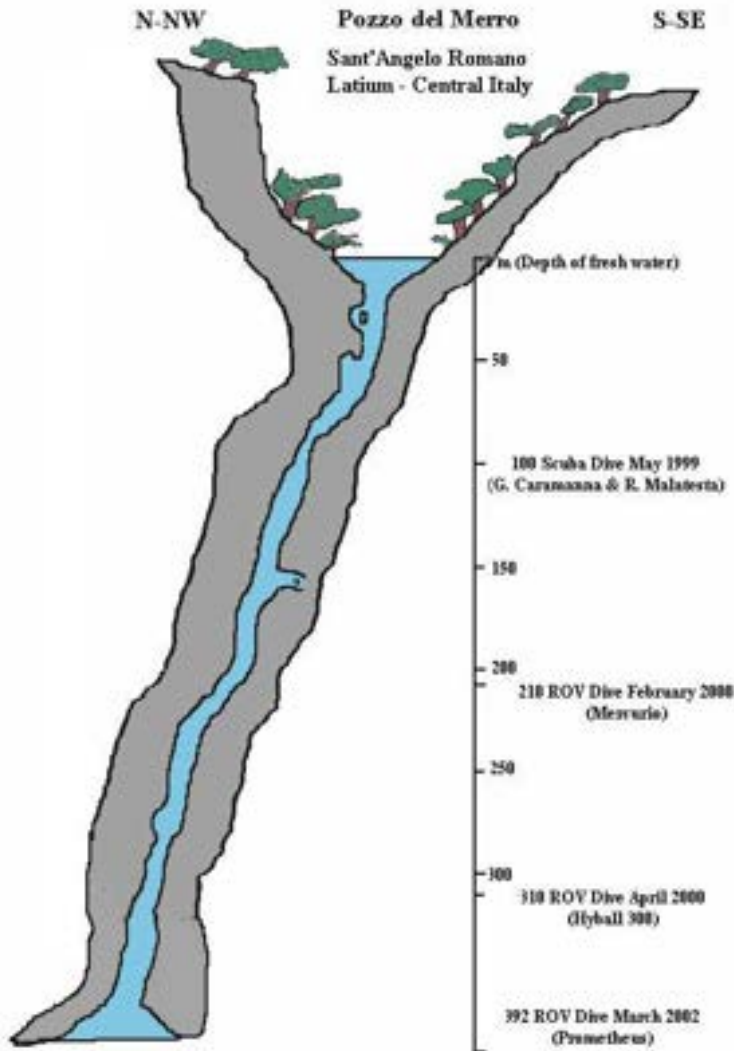 N-NW
Pozzo del Merro
S-SE
Sant'Angelo Romano
Latium - Central Italy
m (Depth of fresh water)
50
100 Scuba Dive May 1999
(G. Caramanna & R. Malatesta)
150
200
210 ROV Dive February 2000
(Mercurio)
250
300
310 ROV Dive April 2000
(Hyball 300)
392 ROV Dive March 2002
(Prometheus)